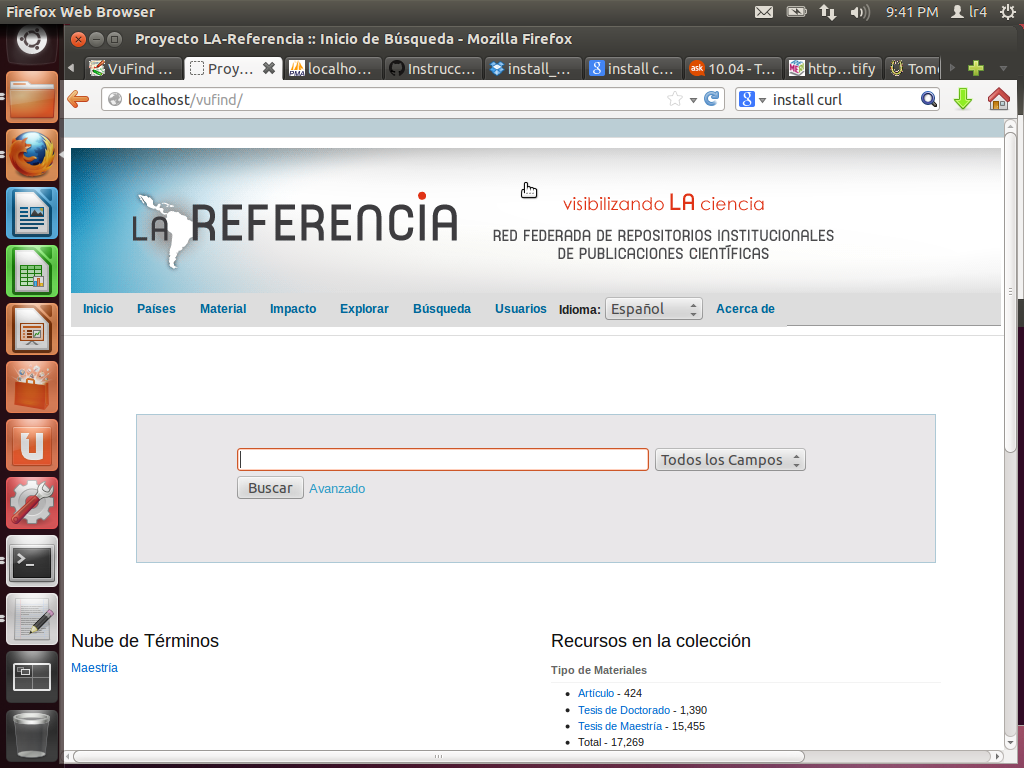 Firefox Web Browser
9:41 PM lr4
Proyecto LA-Referencia :: Inicio de Búsqueda - Mozilla Firefox
VuFind ...
Proy...
localho...
Instrucc...
install_...
install c...
ask 10.04 - T...
http...tify
Tom
localhost/vufind/
8 install curl
LA REFERENCIA
visibilizando LA ciencia
RED FEDERADA DE REPOSITORIOS INSTITUCIONALES
DE PUBLICACIONES CIENTÍFICAS
Inicio Países Material Impacto Explorar Búsqueda Usuarios Idioma: Español Acerca de
Todos los Campos
Buscar Avanzado
Nube de Términos
Maestría
Recursos en la colección
Tipo de Materiales
Artículo - 424
Tesis de Doctorado - 1,390
Tesis de Maestría - 15,455
Total - 17,269